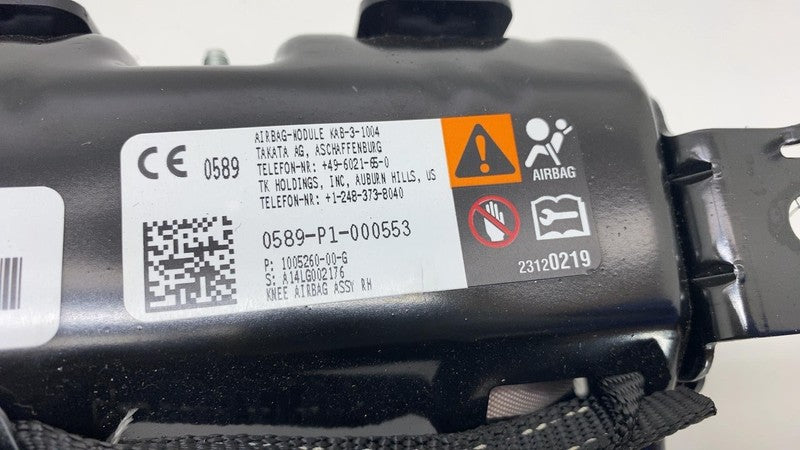 CE 0589
AIRBAG-MODULE KAB-3-1004
TAKATA AG, ASCHAFFENBURG
TELEFON-NR: +49-6021-65-0
TK HOLDINGS, INC, AUBURN HILLS, US
TELEFON-NR: +1-248-373-8040
0589-P1-000553
P: 1005260-00-G
S: A14LG002176
KNEE AIRBAG ASSY RH
AIRBAG
23120219